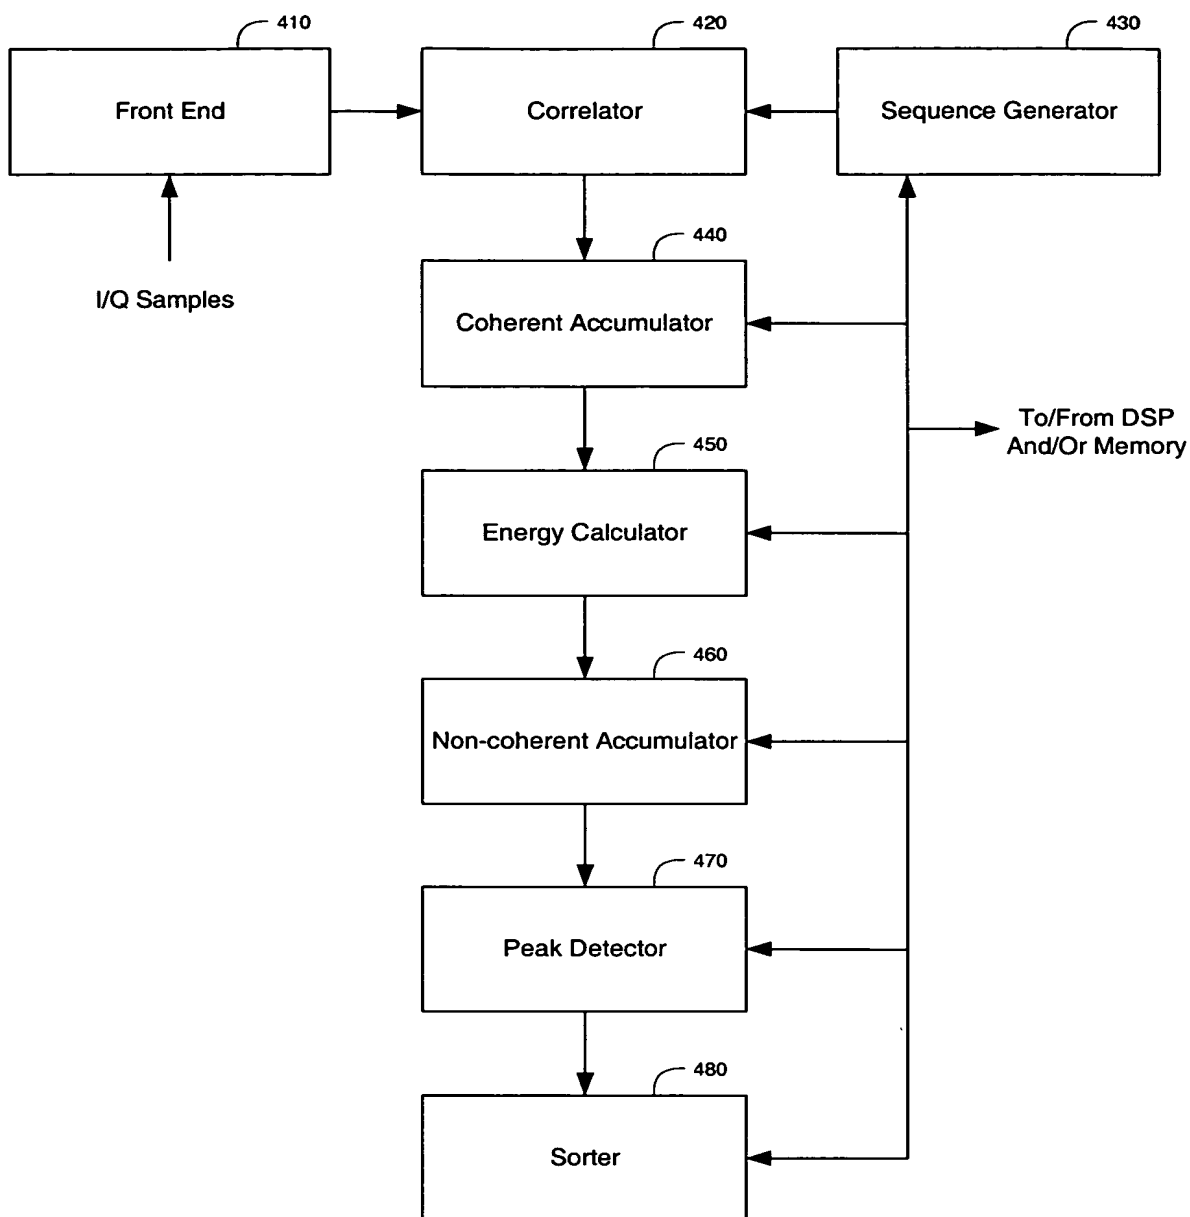 410
420
430
Front End
Correlator
Sequence Generator
440
I/Q Samples
Coherent Accumulator
To/From DSP
And/Or Memory
450
Energy Calculator
460
Non-coherent Accumulator
470
Peak Detector
480
Sorter